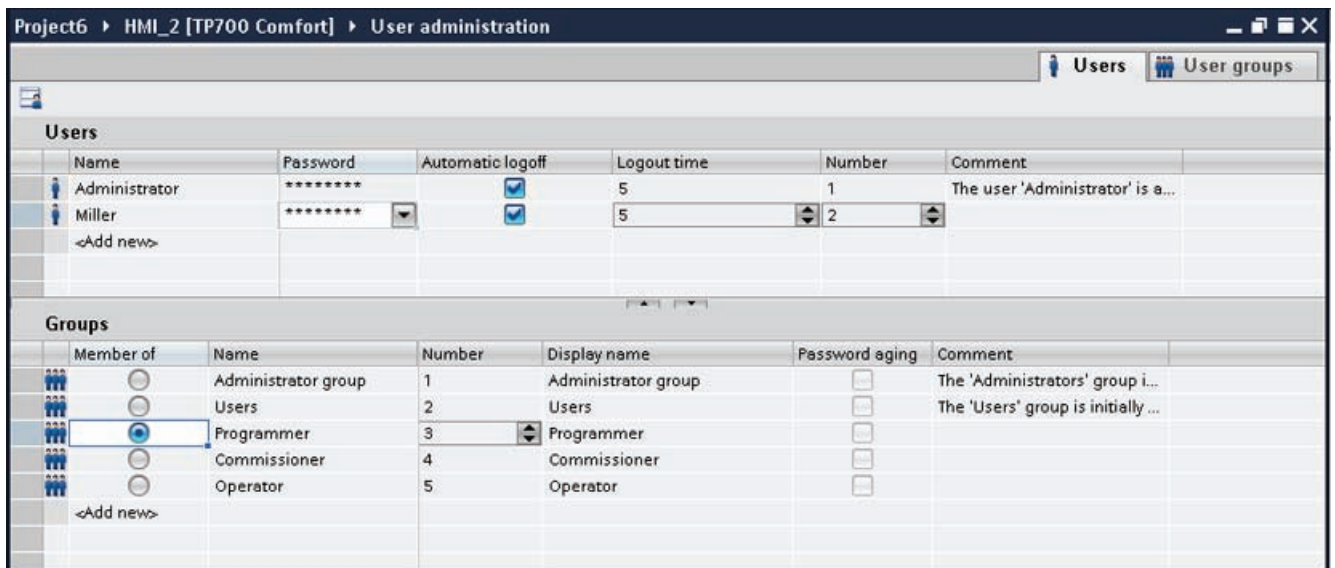 Project6 ▸ HMI_2 [TP700 Comfort] ▸ User administration
Users User groups
Users
Name Password Automatic logoff Logout time Number Comment
Administrator ******** 5 1 The user 'Administrator' is a...
Miller ******** 5 2
<Add new>
Groups
Member of Name Number Display name Password aging Comment
Administrator group 1 Administrator group The 'Administrators' group i...
Users 2 Users The 'Users' group is initially ...
Programmer 3 Programmer
Commissioner 4 Commissioner
Operator 5 Operator
<Add new>